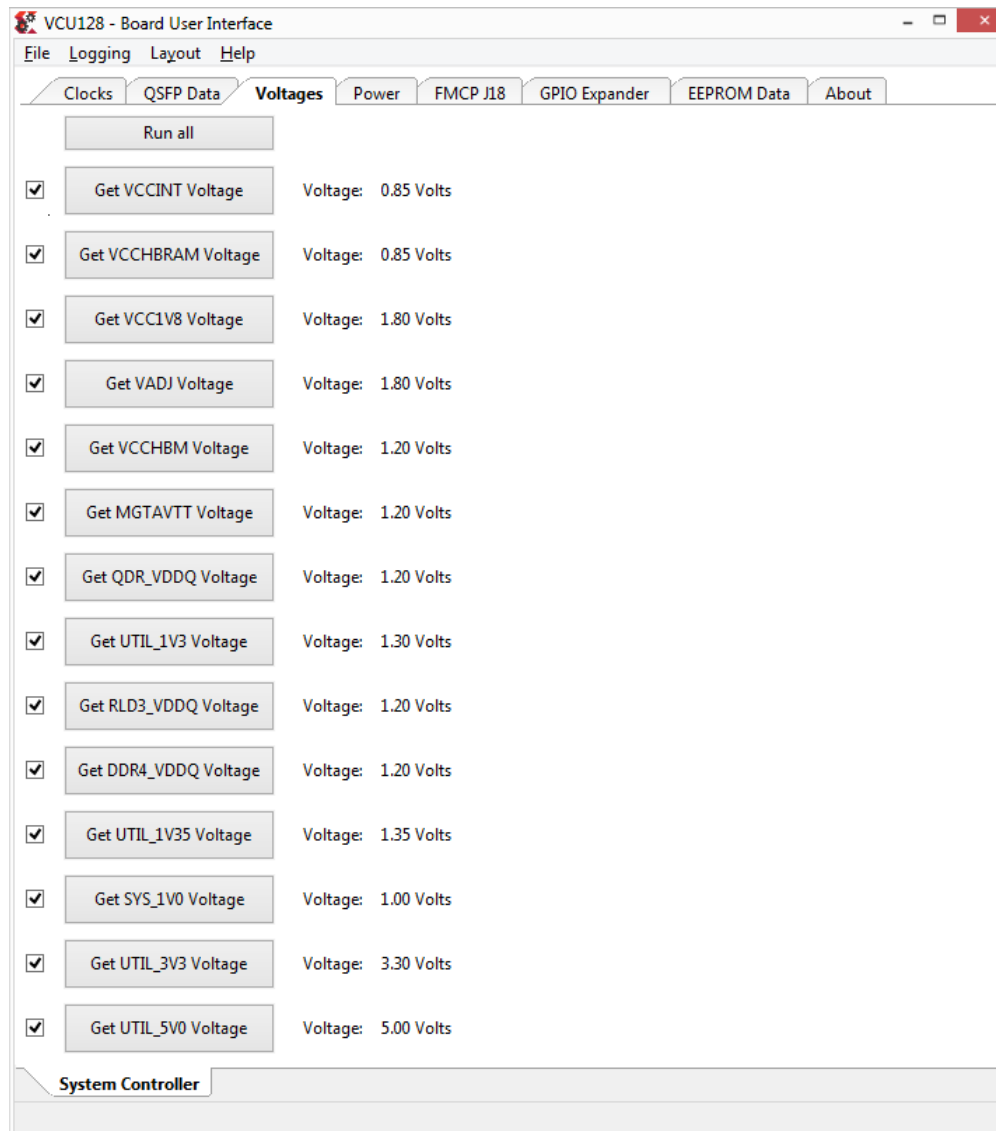 VCU128 - Board User Interface
File Logging Layout Help
Clocks QSFP Data Voltages Power FMCP J18 GPIO Expander EEPROM Data About
Run all
Get VCCINT Voltage Voltage: 0.85 Volts
Get VCCHBRAM Voltage Voltage: 0.85 Volts
Get VCC1V8 Voltage Voltage: 1.80 Volts
Get VADJ Voltage Voltage: 1.80 Volts
Get VCCHBM Voltage Voltage: 1.20 Volts
Get MGTAVTT Voltage Voltage: 1.20 Volts
Get QDR_VDDQ Voltage Voltage: 1.20 Volts
Get UTIL_1V3 Voltage Voltage: 1.30 Volts
Get RLD3_VDDQ Voltage Voltage: 1.20 Volts
Get DDR4_VDDQ Voltage Voltage: 1.20 Volts
Get UTIL_1V35 Voltage Voltage: 1.35 Volts
Get SYS_1V0 Voltage Voltage: 1.00 Volts
Get UTIL_3V3 Voltage Voltage: 3.30 Volts
Get UTIL_5V0 Voltage Voltage: 5.00 Volts
System Controller